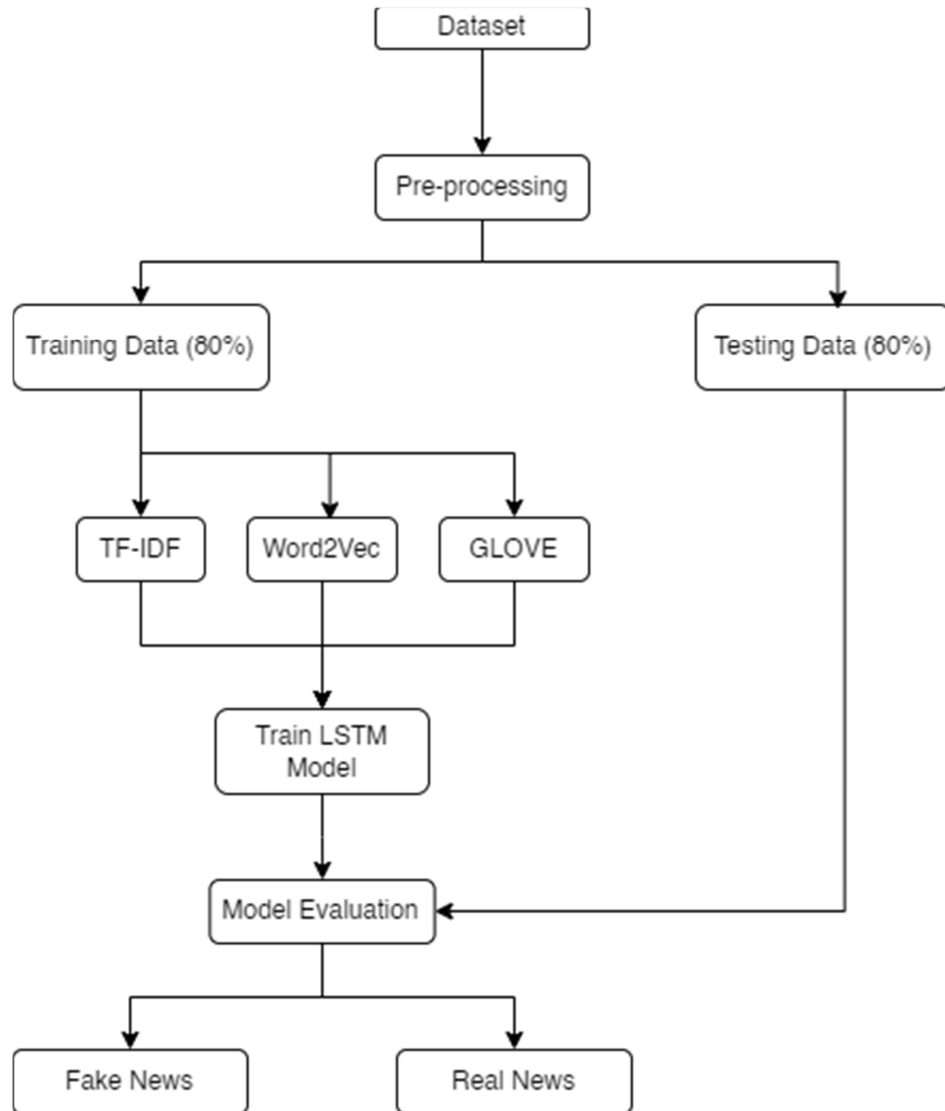 Dataset
Pre-processing
Training Data (80%)
Testing Data (80%)
TF-IDF
Word2Vec
GLOVE
Train LSTM
Model
Model Evaluation
Fake News
Real News